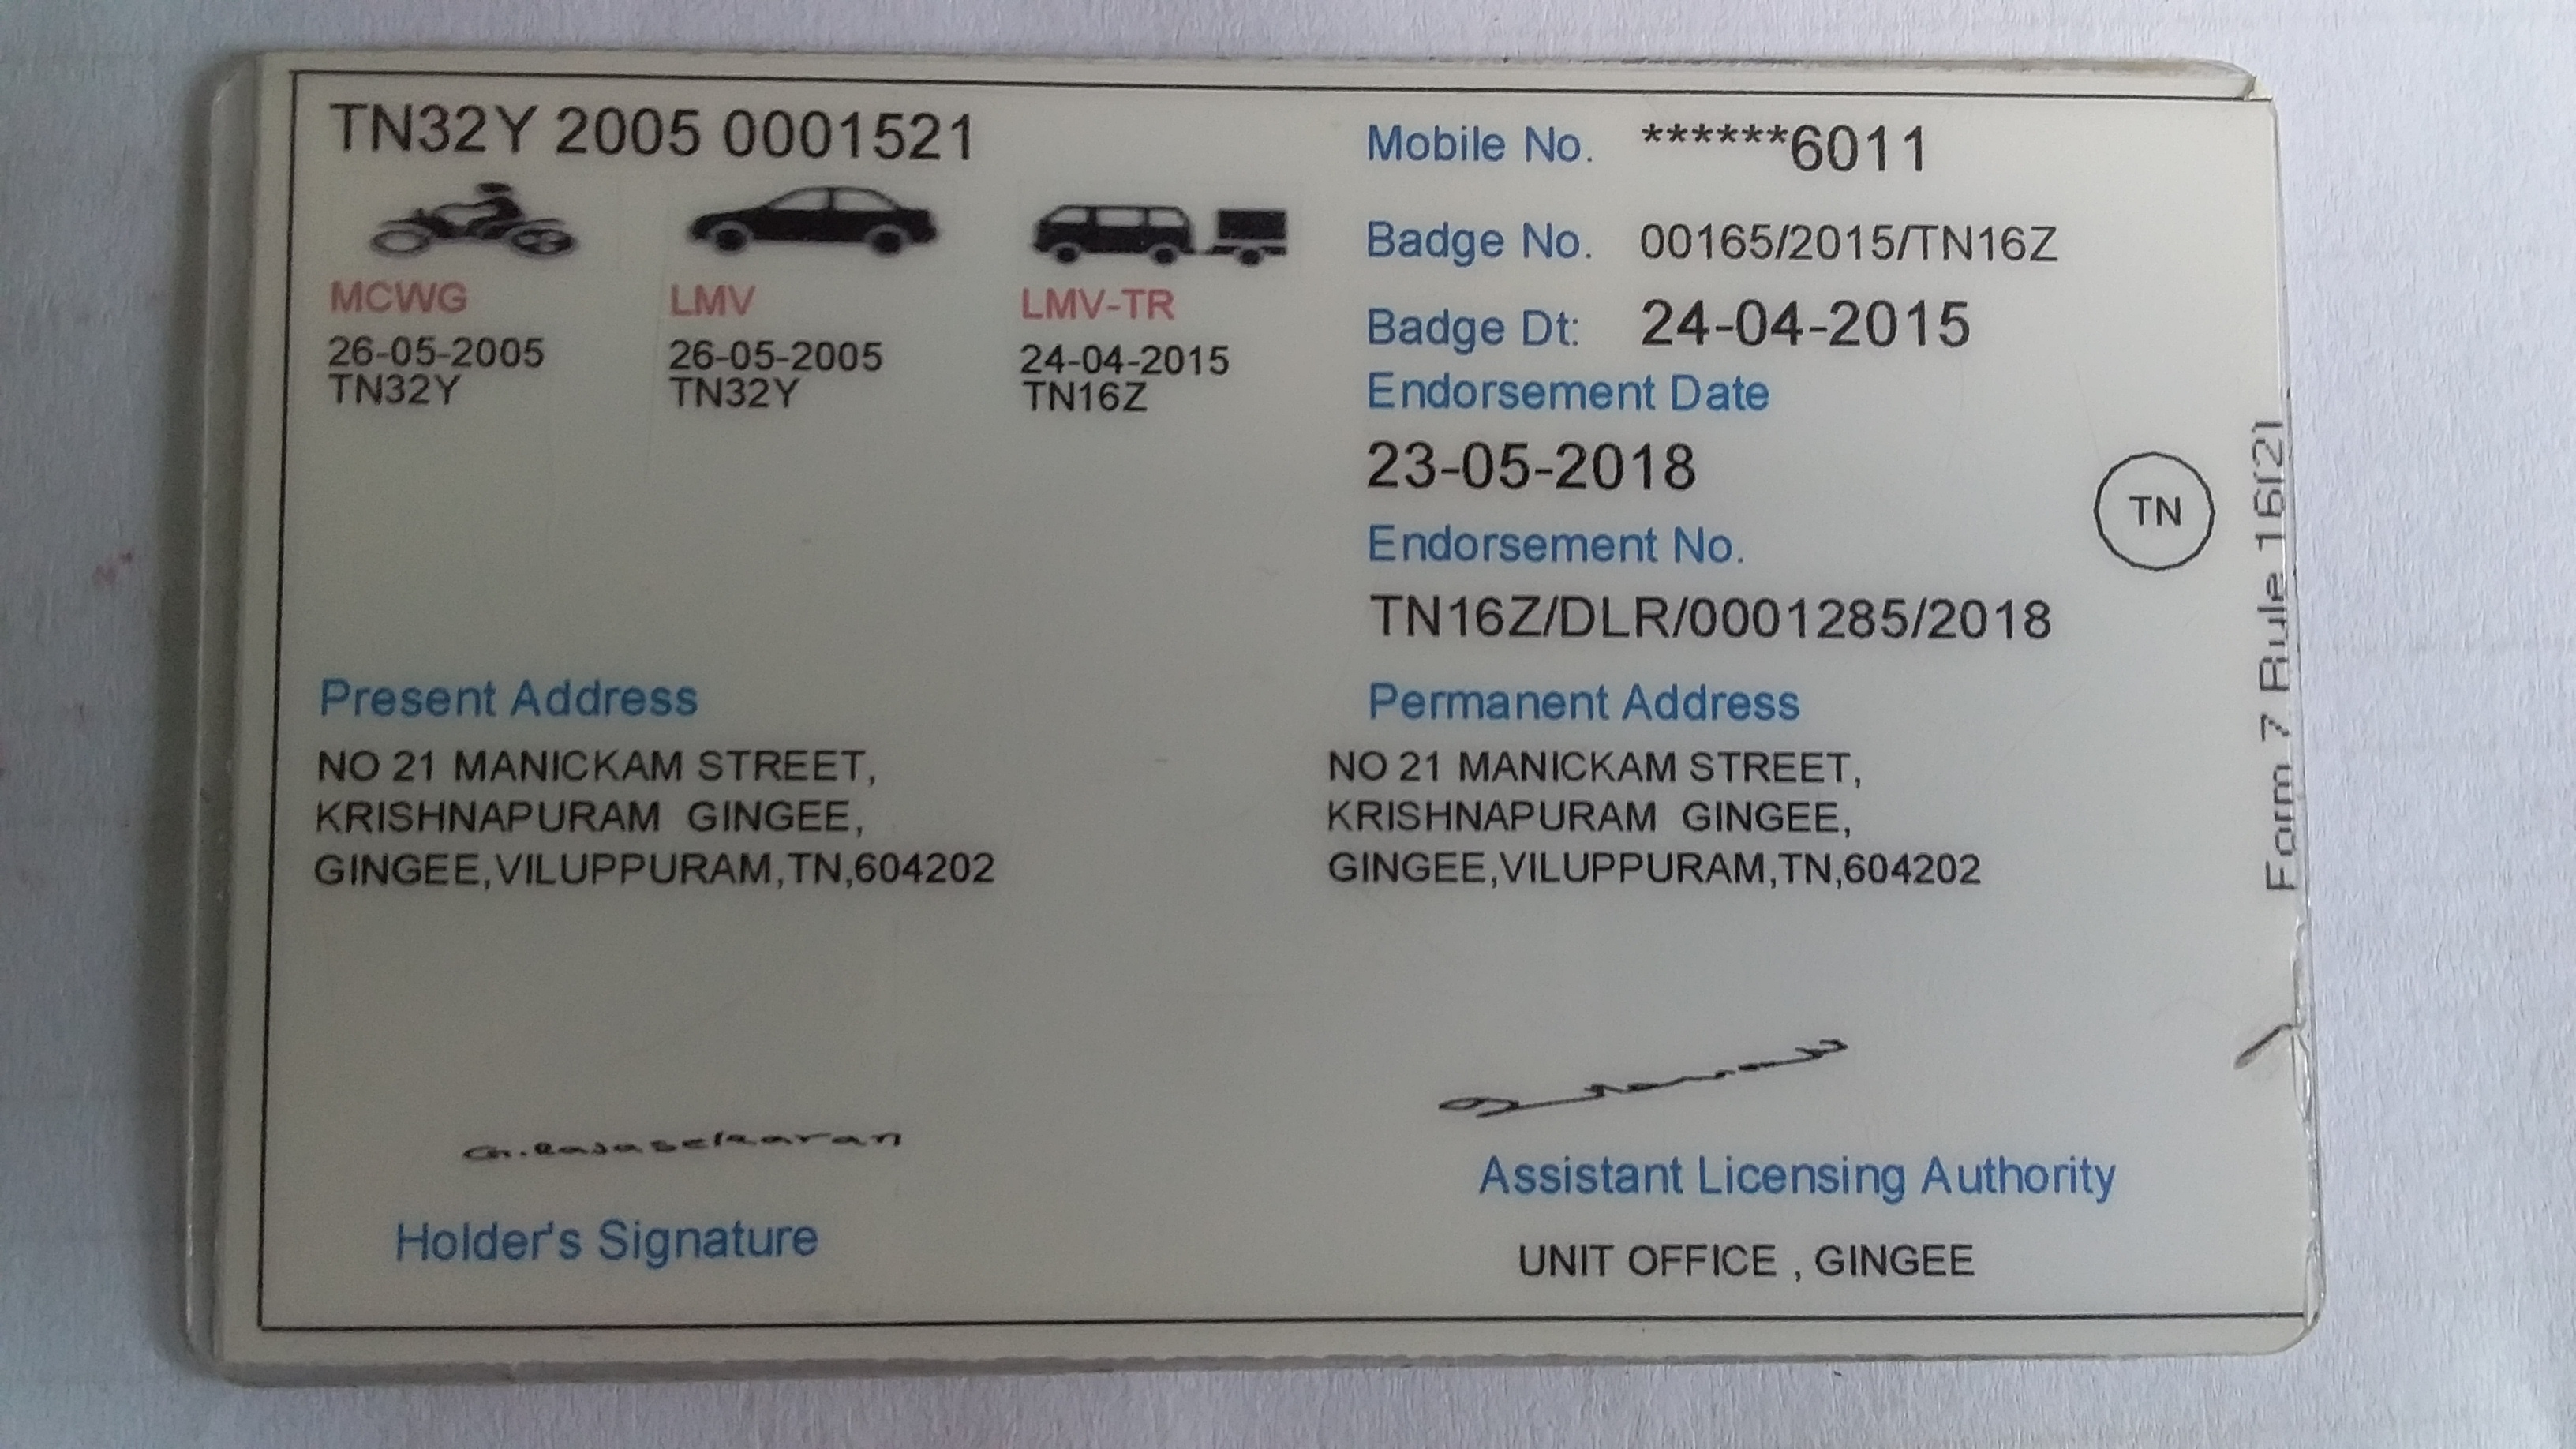 TN32Y 2005 0001521
MCWG
26-05-2005
TN32Y
LMV
26-05-2005
TN32Y
LMV-TR
24-04-2015
TN16Z
Mobile No. ******6011
Badge No. 00165/2015/TN16Z
Badge Dt: 24-04-2015
Endorsement Date
23-05-2018
Endorsement No.
TN16Z/DLR/0001285/2018
TN
Form 7 Rule 16(2)
Present Address
NO 21 MANICKAM STREET,
KRISHNAPURAM  GINGEE,
GINGEE,VILUPPURAM,TN,604202
Permanent Address
NO 21 MANICKAM STREET,
KRISHNAPURAM  GINGEE,
GINGEE,VILUPPURAM,TN,604202
G.Rajasekaran
Holder's Signature
Assistant Licensing Authority
UNIT OFFICE , GINGEE